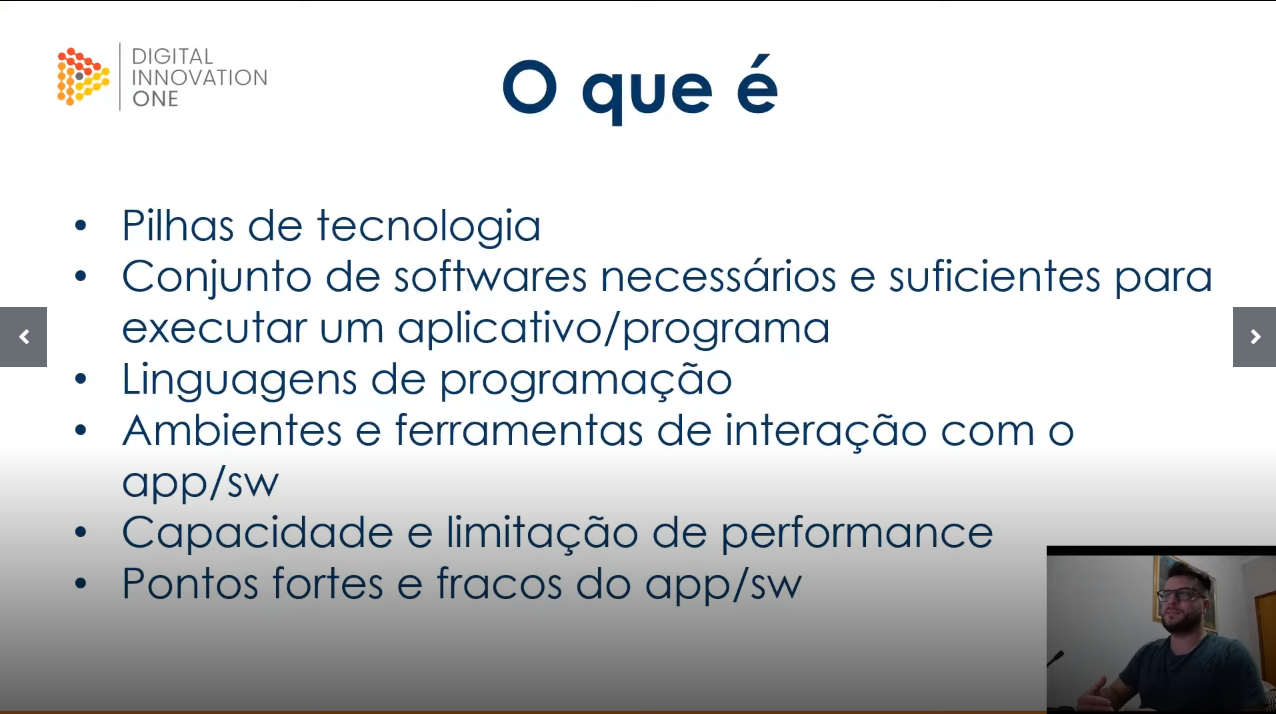 DIGITAL
INNOVATION
ONE
O que é
• Pilhas de tecnologia
• Conjunto de softwares necessários e suficientes para
executar um aplicativo/programa
• Linguagens de programação
• Ambientes e ferramentas de interação com o
app/sw
• Capacidade e limitação de performance
• Pontos fortes e fracos do app/sw